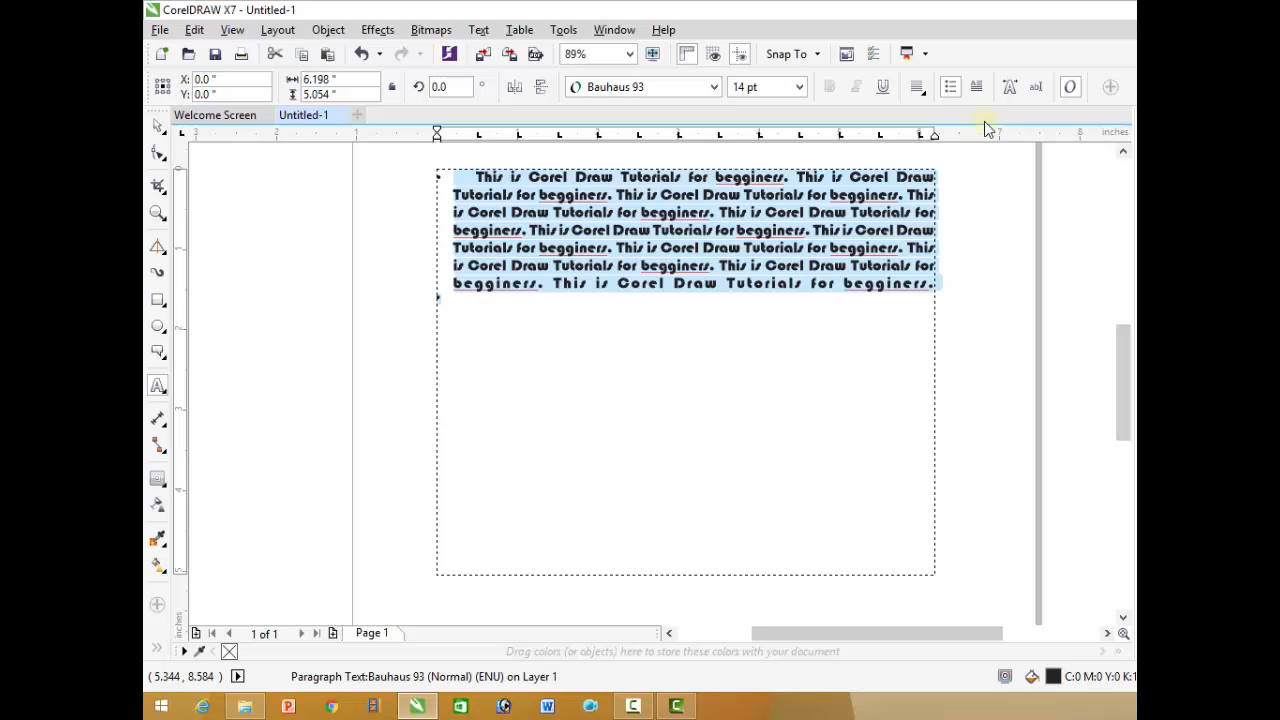 CorelDRAW X7 - Untitled-1
File Edit View Layout Object Effects Bitmaps Text Table Tools Window Help
89% Snap To
X: 0.0 " 6.198 " 0.0 ° Bauhaus 93 14 pt
Y: 0.0 " 5.054 "
Welcome Screen Untitled-1
3 2 1 7 8 inches
This is Corel Draw Tutorials for begginers. This is Corel Draw
Tutorials for begginers. This is Corel Draw Tutorials for begginers. This
is Corel Draw Tutorials for begginers. This is Corel Draw Tutorials for
begginers. This is Corel Draw Tutorials for begginers. This is Corel Draw
Tutorials for begginers. This is Corel Draw Tutorials for begginers. This
is Corel Draw Tutorials for begginers. This is Corel Draw Tutorials for
begginers. This is Corel Draw Tutorials for begginers.
inches
1 of 1 Page 1
Drag colors (or objects) here to store these colors with your document
( 5.344 , 8.584 ) Paragraph Text:Bauhaus 93 (Normal) (ENU) on Layer 1 C:0 M:0 Y:0 K:1